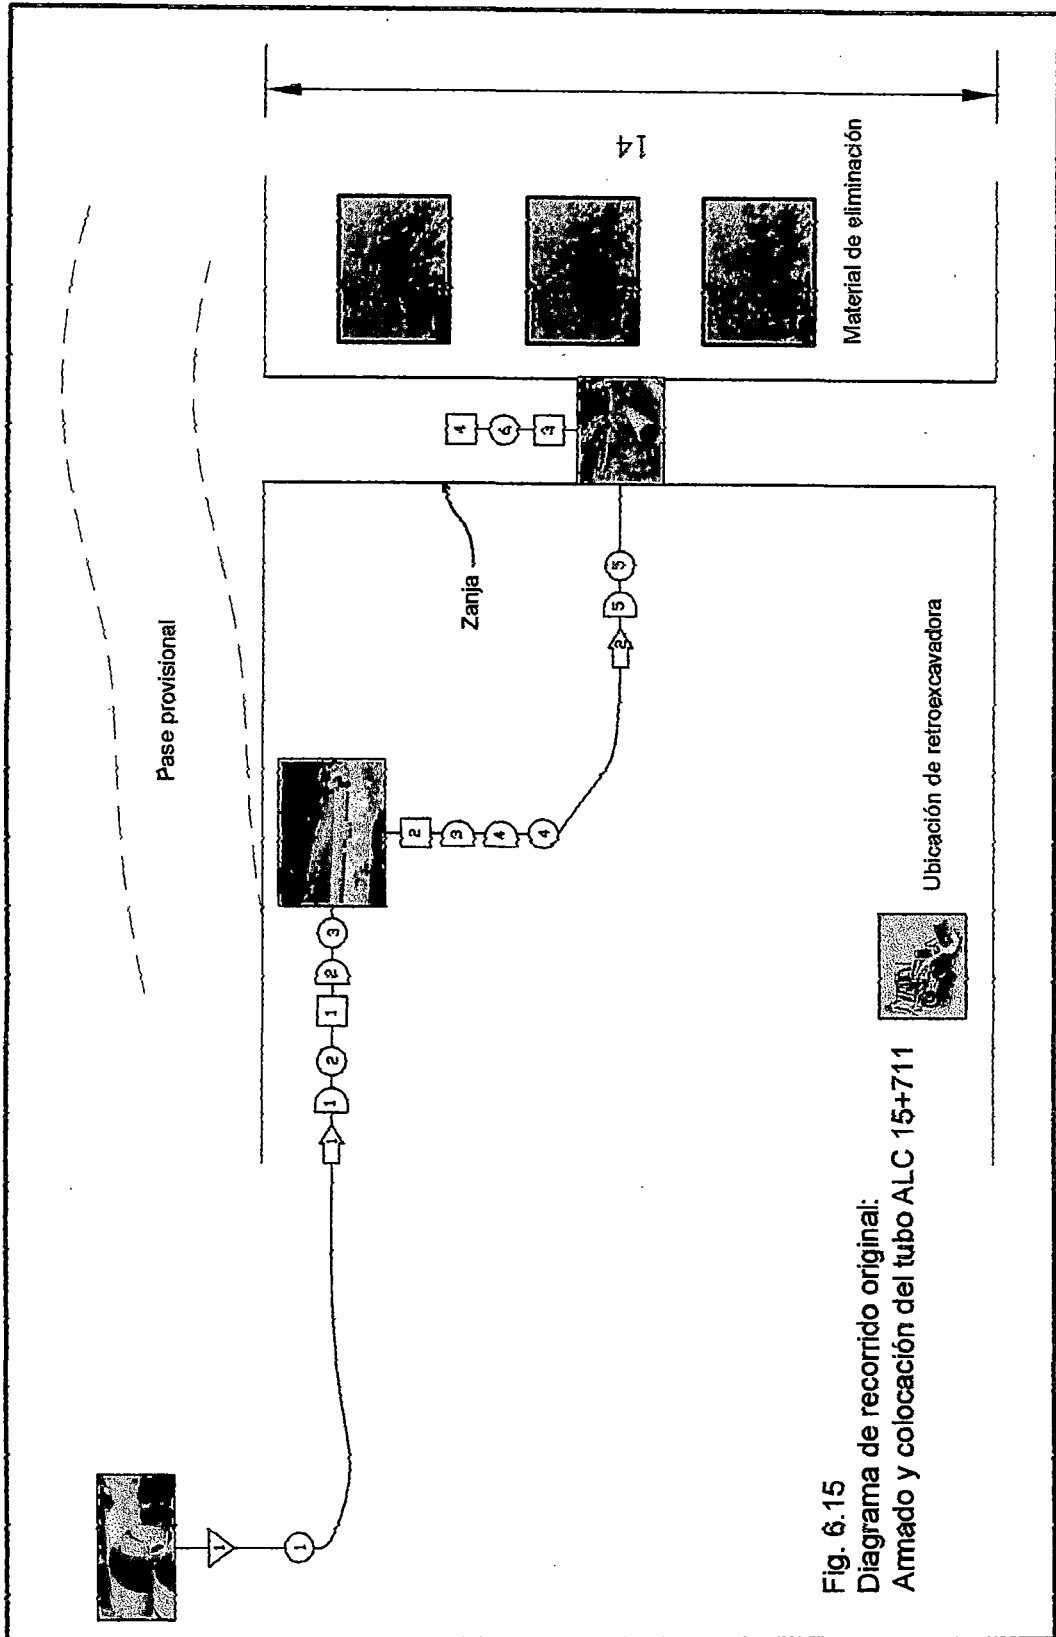 Pase provisional
14
Material de eliminación
Zanja
Ubicación de retroexcavadora
1
1
1
1
2
1
2
3
2
3
4
4
2
5
5
3
6
4
Fig. 6.15
Diagrama de recorrido original:
Armado y colocación del tubo ALC 15+711